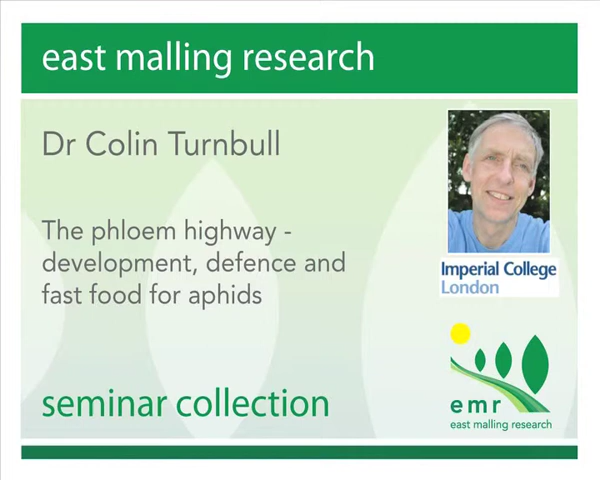 east malling research
Dr Colin Turnbull
The phloem highway -
development, defence and
fast food for aphids
Imperial College
London
seminar collection
emr
east malling research